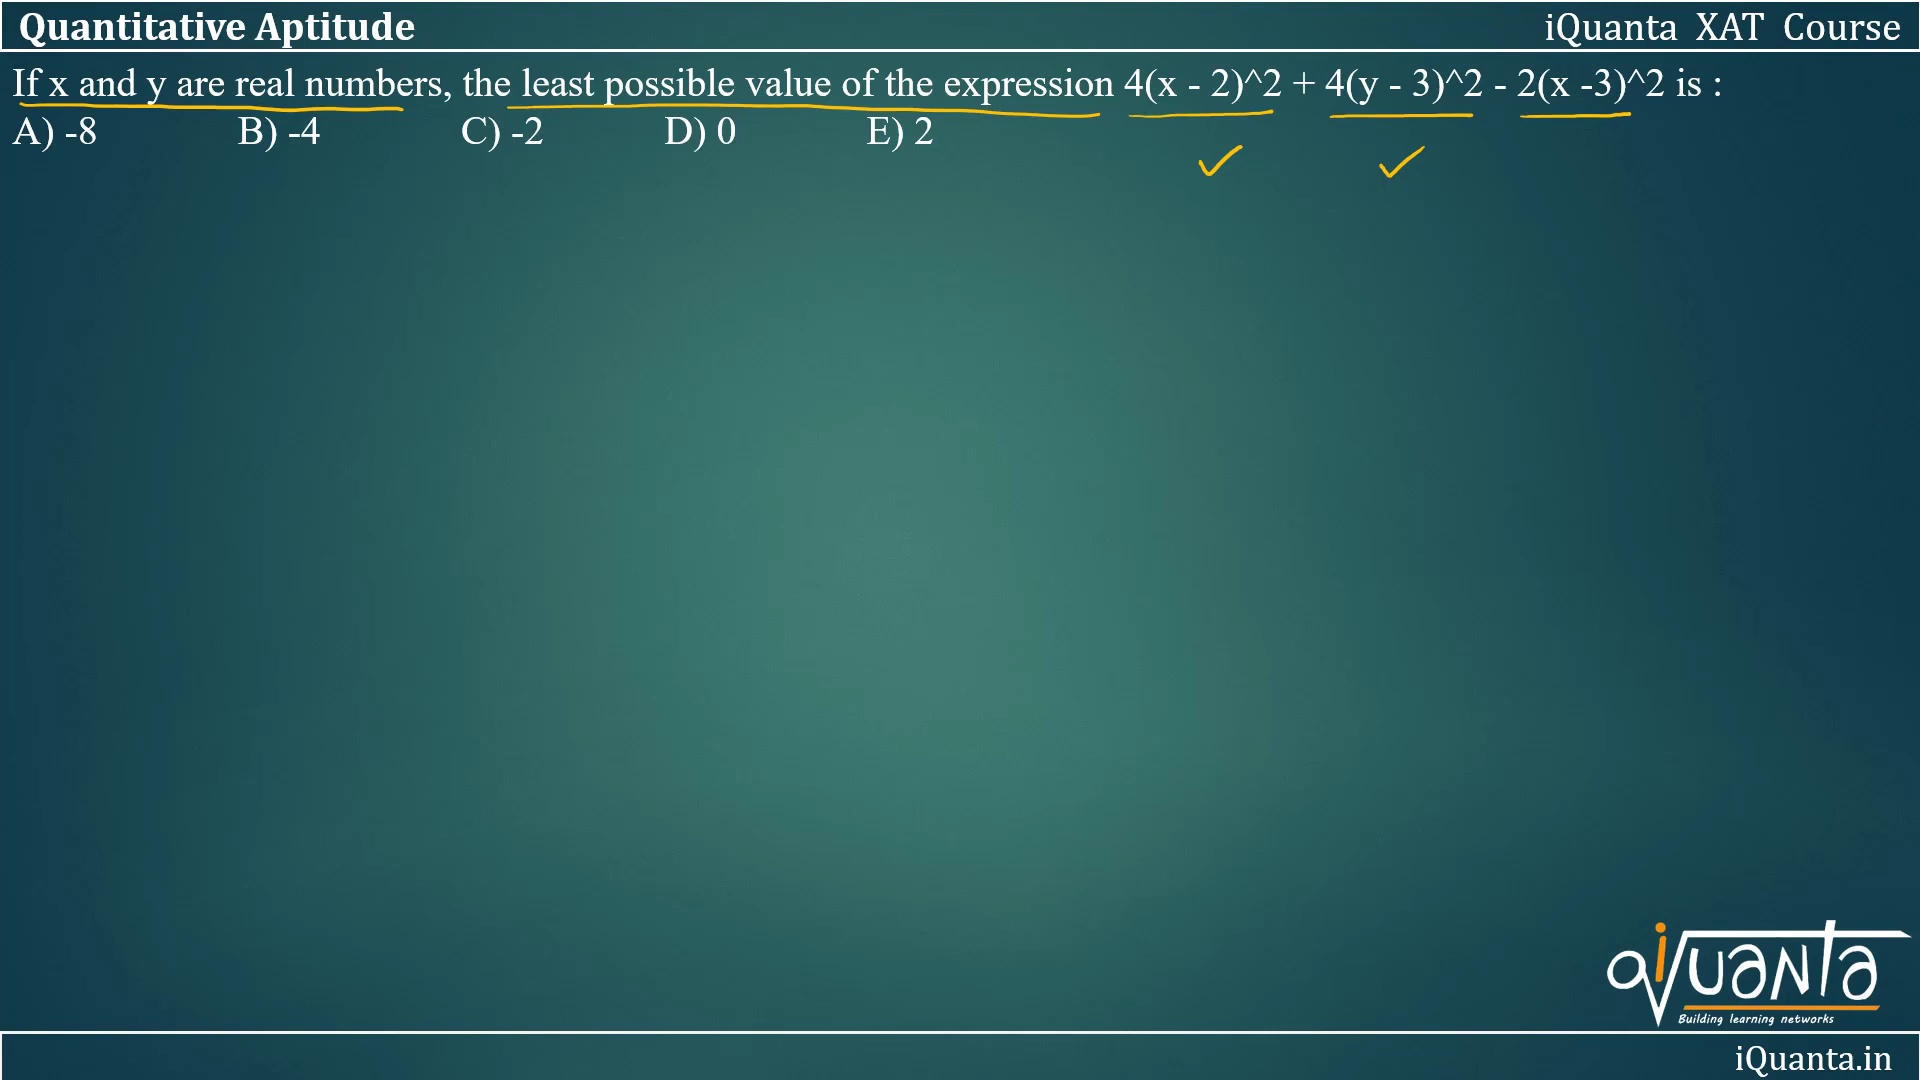 Quantitative Aptitude
iQuanta XAT Course
If x and y are real numbers, the least possible value of the expression 4(x - 2)^2 + 4(y - 3)^2 - 2(x -3)^2 is :
A) -8 B) -4 C) -2 D) 0 E) 2
iQuanta
Building learning networks
iQuanta.in